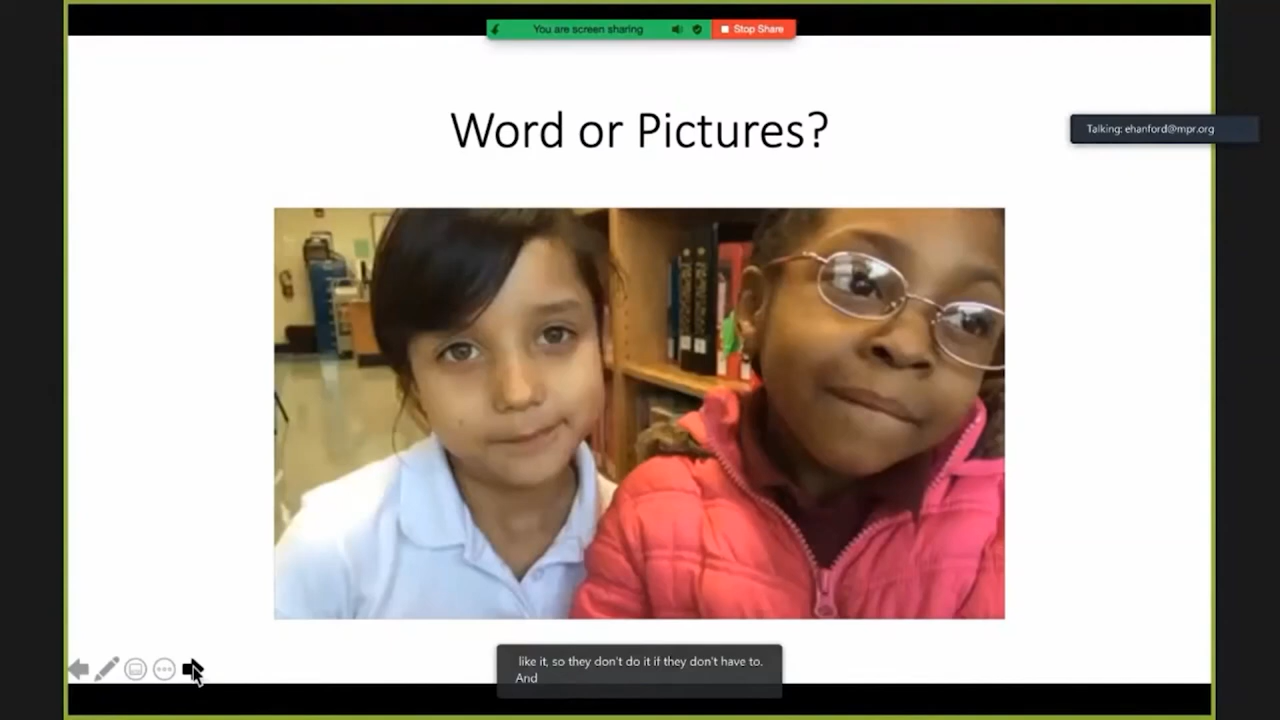 You are screen sharing
Stop Share
Word or Pictures?
Talking: ehanford@mpr.org
like it, so they don't do it if they don't have to.
And